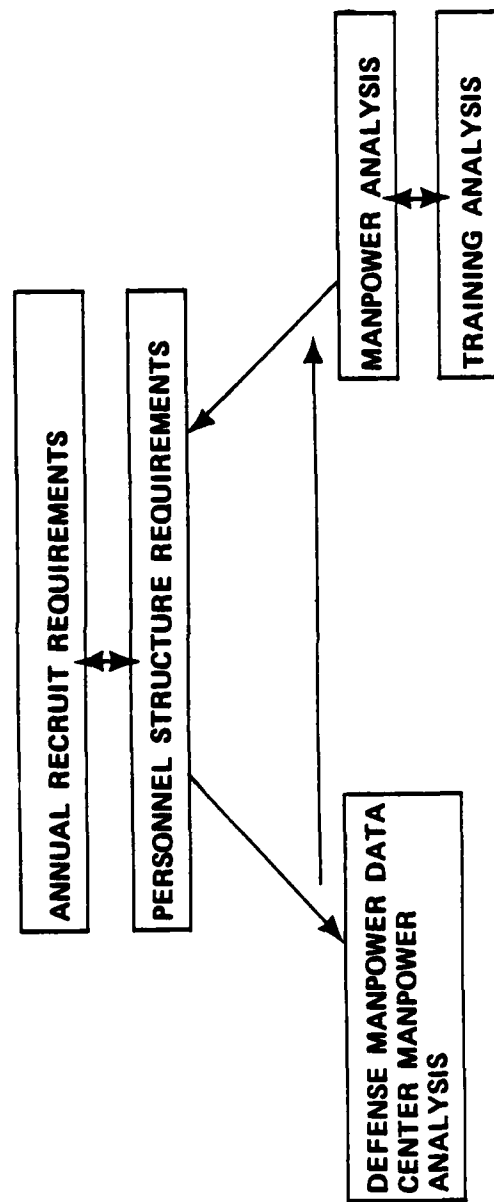 ANNUAL RECRUIT REQUIREMENTS
PERSONNEL STRUCTURE REQUIREMENTS
DEFENSE MANPOWER DATA
CENTER MANPOWER
ANALYSIS
MANPOWER ANALYSIS
TRAINING ANALYSIS